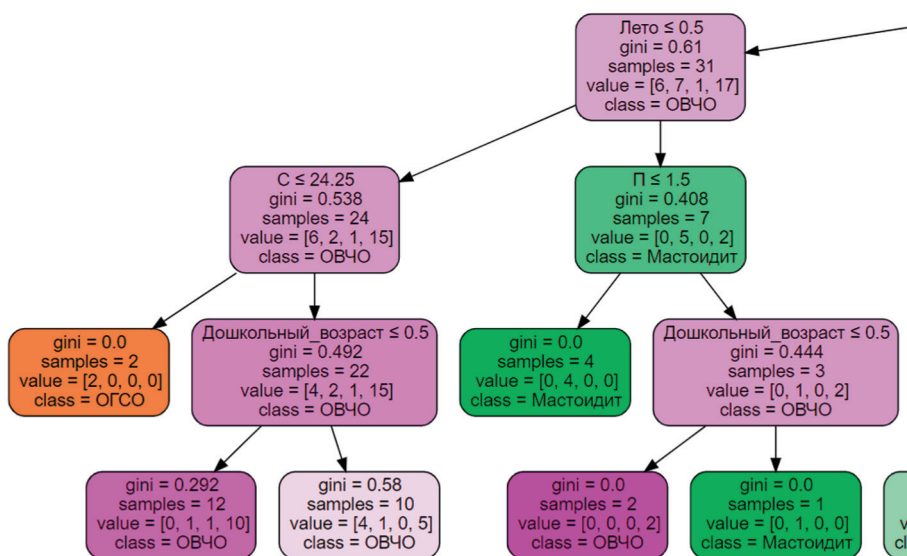 Лето ≤ 0.5
gini = 0.61
samples = 31
value = [6, 7, 1, 17]
class = ОВЧО
С ≤ 24.25
gini = 0.538
samples = 24
value = [6, 2, 1, 15]
class = ОВЧО
П ≤ 1.5
gini = 0.408
samples = 7
value = [0, 5, 0, 2]
class = Мастоидит
gini = 0.0
samples = 2
value = [2, 0, 0, 0]
class = ОГСО
Дошкольный_возраст ≤ 0.5
gini = 0.492
samples = 22
value = [4, 2, 1, 15]
class = ОВЧО
gini = 0.0
samples = 4
value = [0, 4, 0, 0]
class = Мастоидит
Дошкольный_возраст ≤ 0.5
gini = 0.444
samples = 3
value = [0, 1, 0, 2]
class = ОВЧО
gini = 0.292
samples = 12
value = [0, 1, 1, 10]
class = ОВЧО
gini = 0.58
samples = 10
value = [4, 1, 0, 5]
class = ОВЧО
gini = 0.0
samples = 2
value = [0, 0, 0, 2]
class = ОВЧО
gini = 0.0
samples = 1
value = [0, 1, 0, 0]
class = Мастоидит